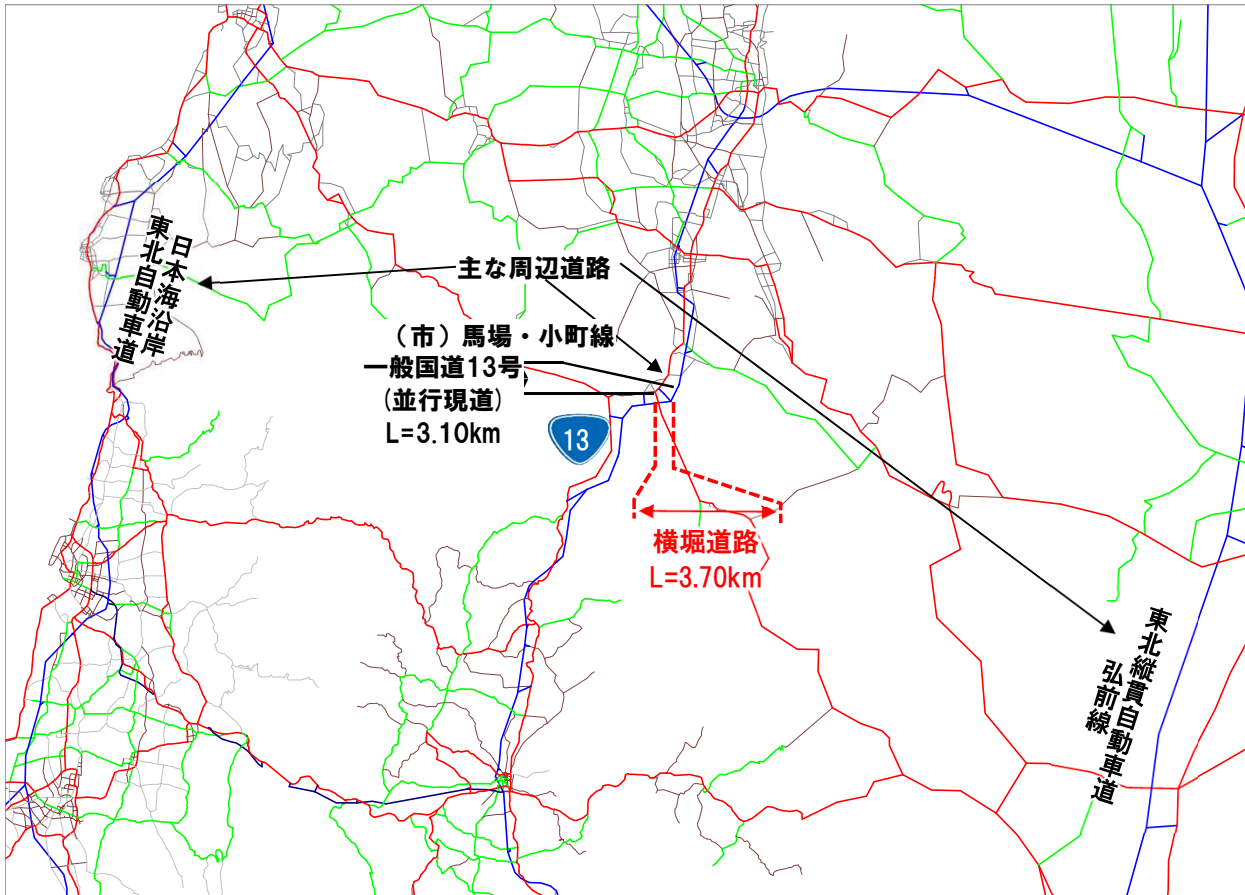 日本海沿岸
東北自動車道
主な周辺道路
（市）馬場・小町線
一般国道13号
(並行現道)
L=3.10km
13
横堀道路
L=3.70km
東北縦貫自動車道
弘前線